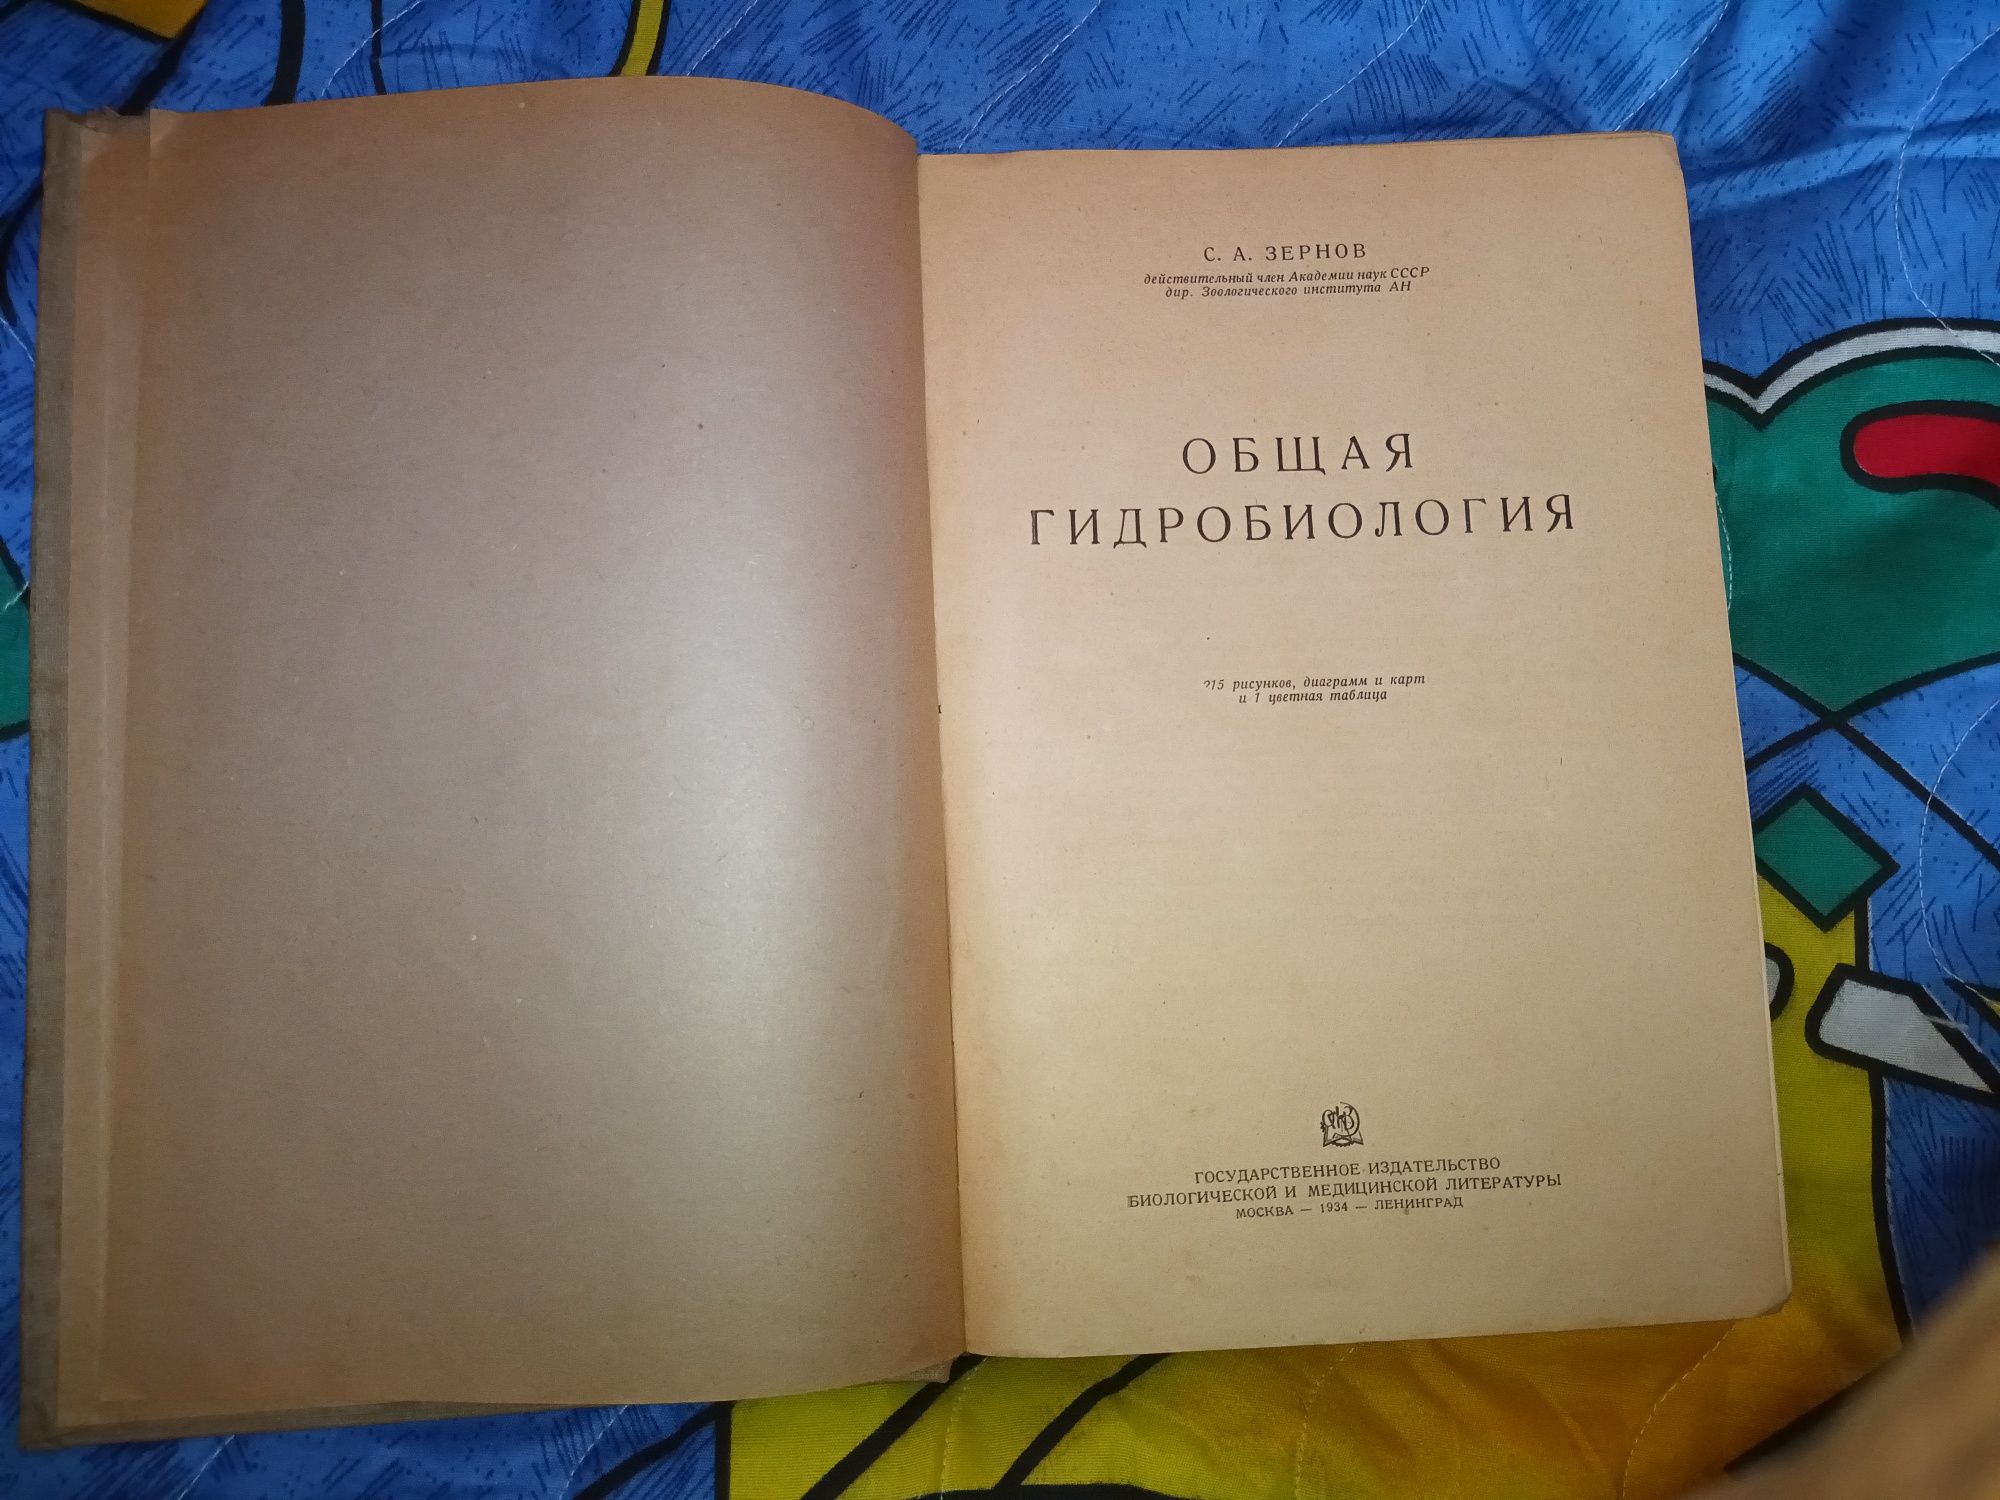 С. А. ЗЕРНОВ
действительный член Академии наук СССР
дир. Зоологического института АН
ОБЩАЯ
ГИДРОБИОЛОГИЯ
рисунков, диаграмм и карт
и 1 цветная таблица
ГОСУДАРСТВЕННОЕ ИЗДАТЕЛЬСТВО
БИОЛОГИЧЕСКОЙ И МЕДИЦИНСКОЙ ЛИТЕРАТУРЫ
МОСКВА — 1934 — ЛЕНИНГРАД